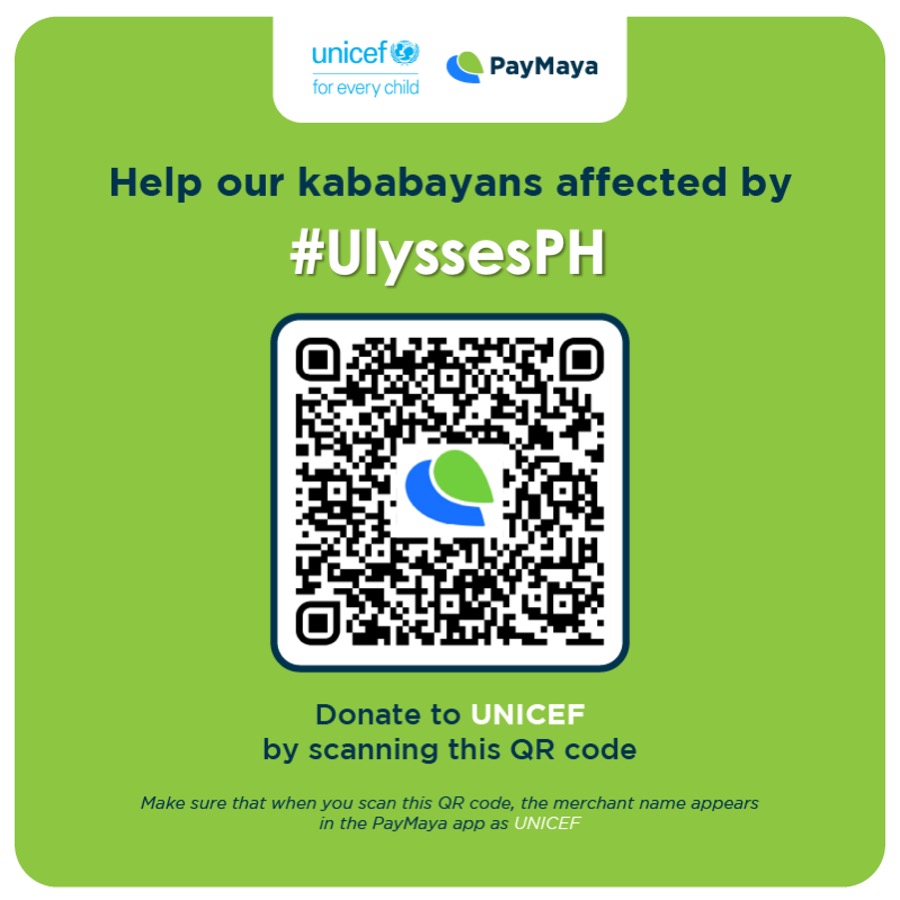 unicef
for every child
PayMaya
Help our kababayans affected by
#UlyssesPH
Donate to UNICEF
by scanning this QR code
Make sure that when you scan this QR code, the merchant name appears
in the PayMaya app as UNICEF